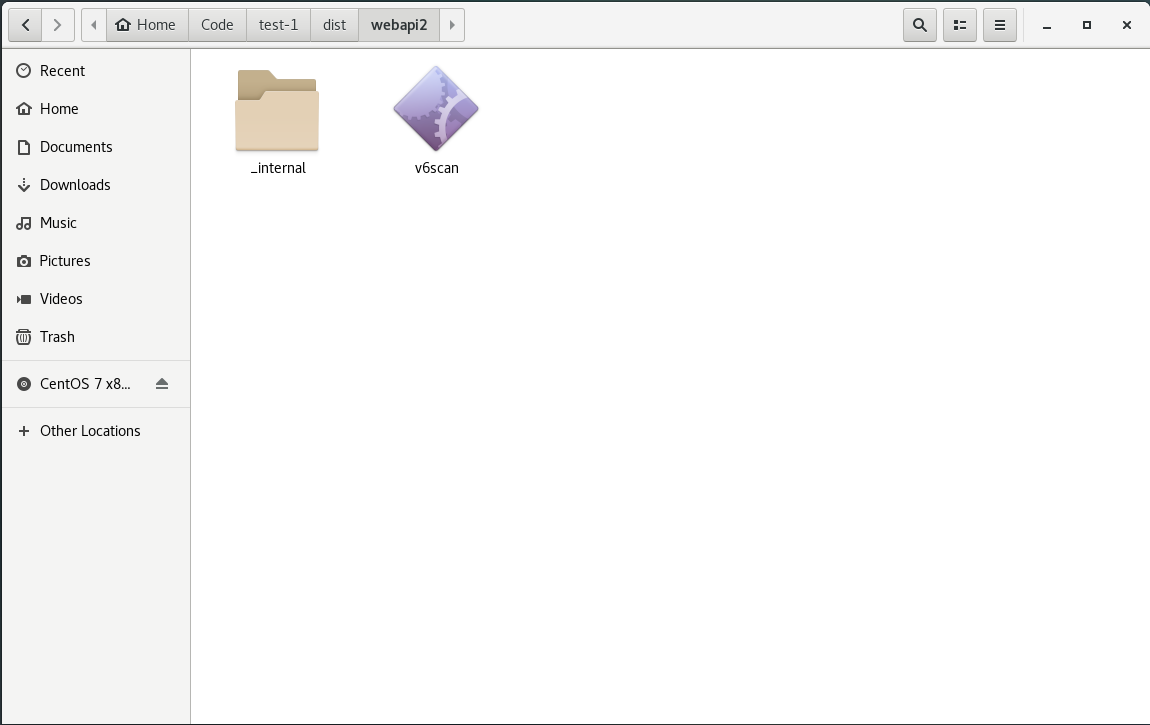 Home Code test-1 dist webapi2
Recent
Home
Documents
Downloads
Music
Pictures
Videos
Trash
CentOS 7 x8...
Other Locations
_internal
v6scan